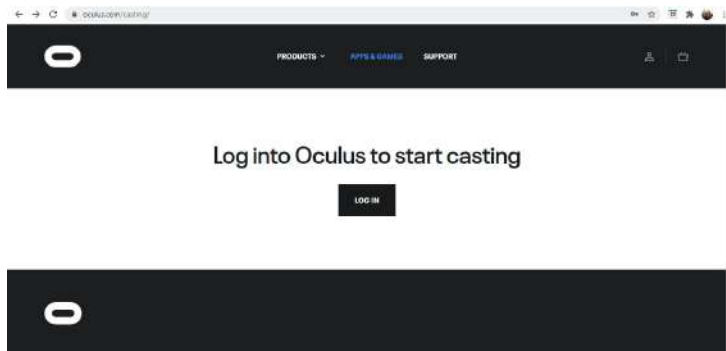 oculus.com/casting/
PRODUCTS APPS & GAMES SUPPORT
Log into Oculus to start casting
LOG IN